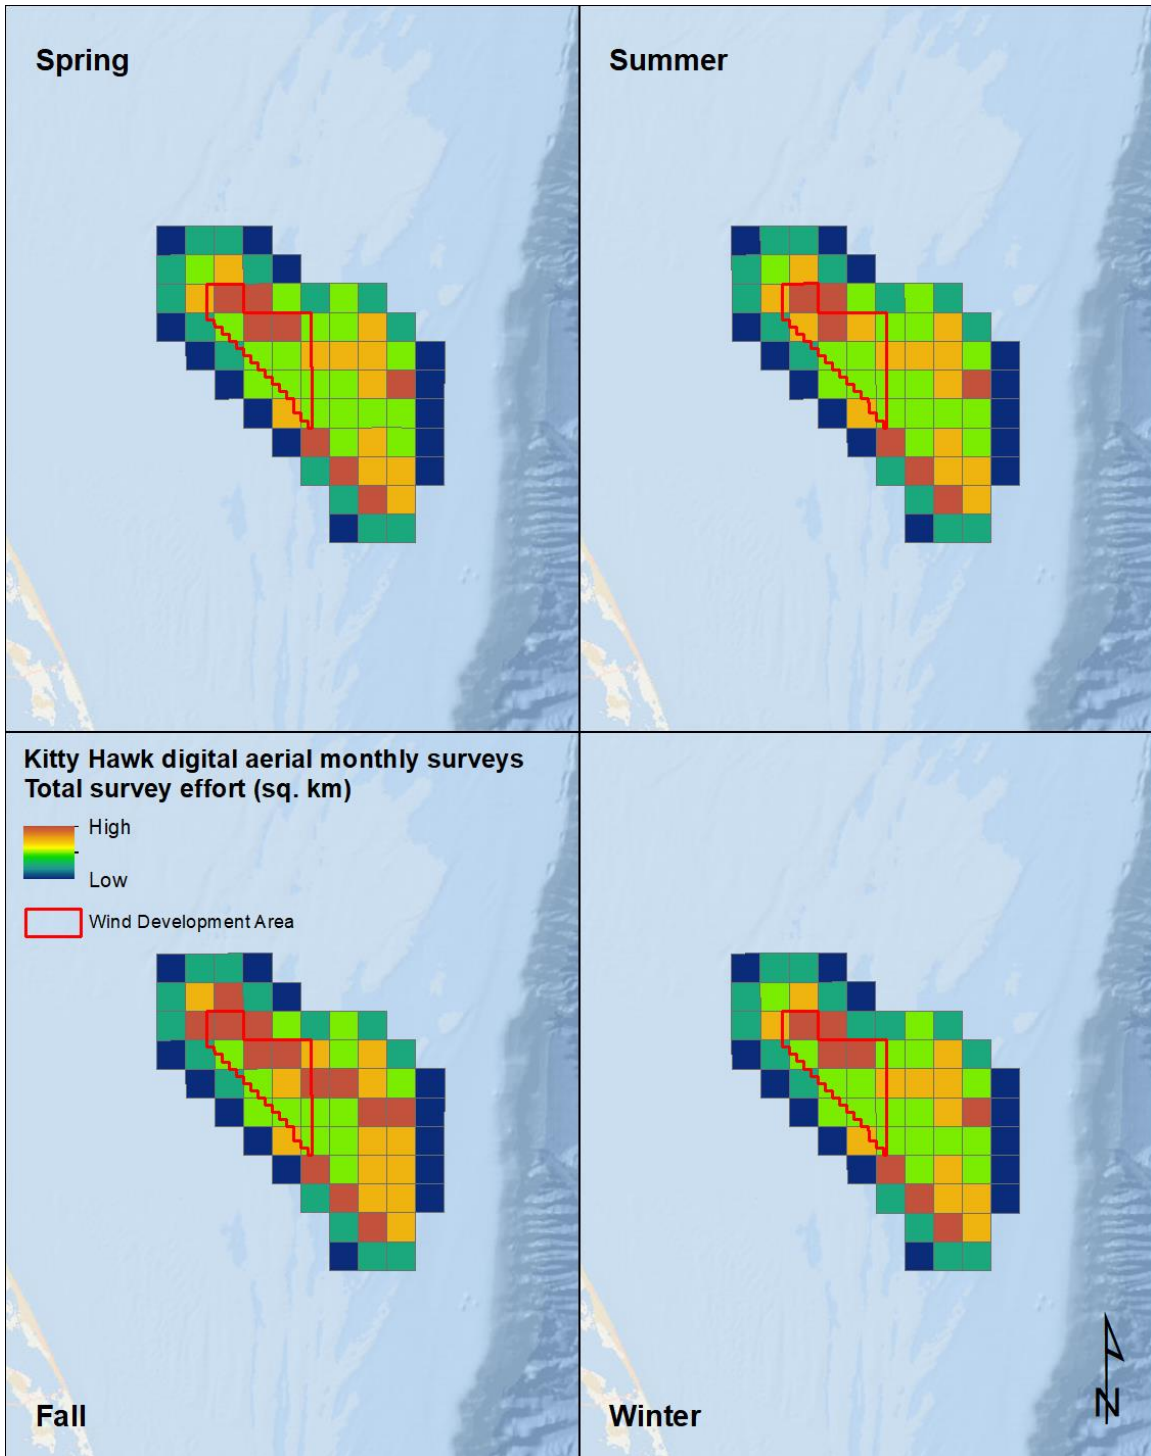 Spring
Summer
Kitty Hawk digital aerial monthly surveys
Total survey effort (sq. km)
High
Low
Wind Development Area
Fall
Winter
N